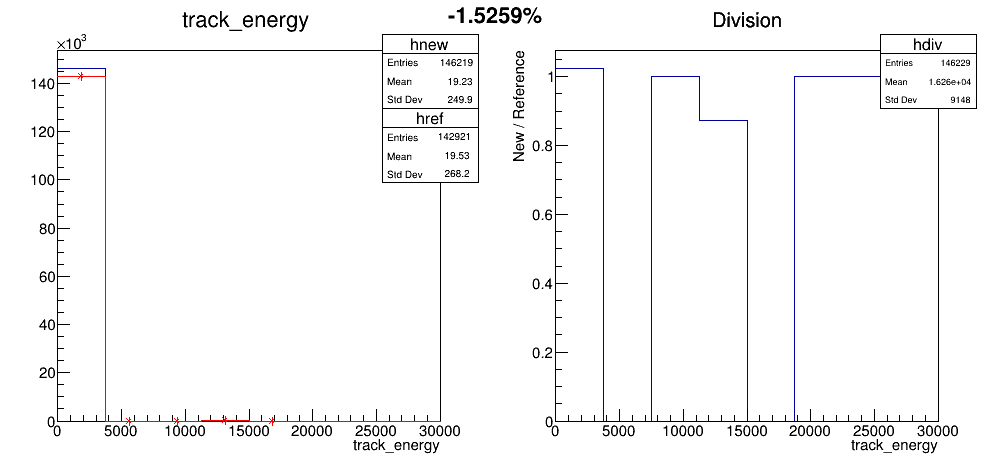 track_energy
-1.5259%
Division
×10³
hnew
Entries 146219
Mean 19.23
Std Dev 249.9
href
Entries 142921
Mean 19.53
Std Dev 268.2
140
120
100
80
60
40
20
0
0 5000 10000 15000 20000 25000 30000
track_energy
hdiv
Entries 146229
Mean 1.626e+04
Std Dev 9148
New / Reference
1
0.8
0.6
0.4
0.2
0
0 5000 10000 15000 20000 25000 30000
track_energy